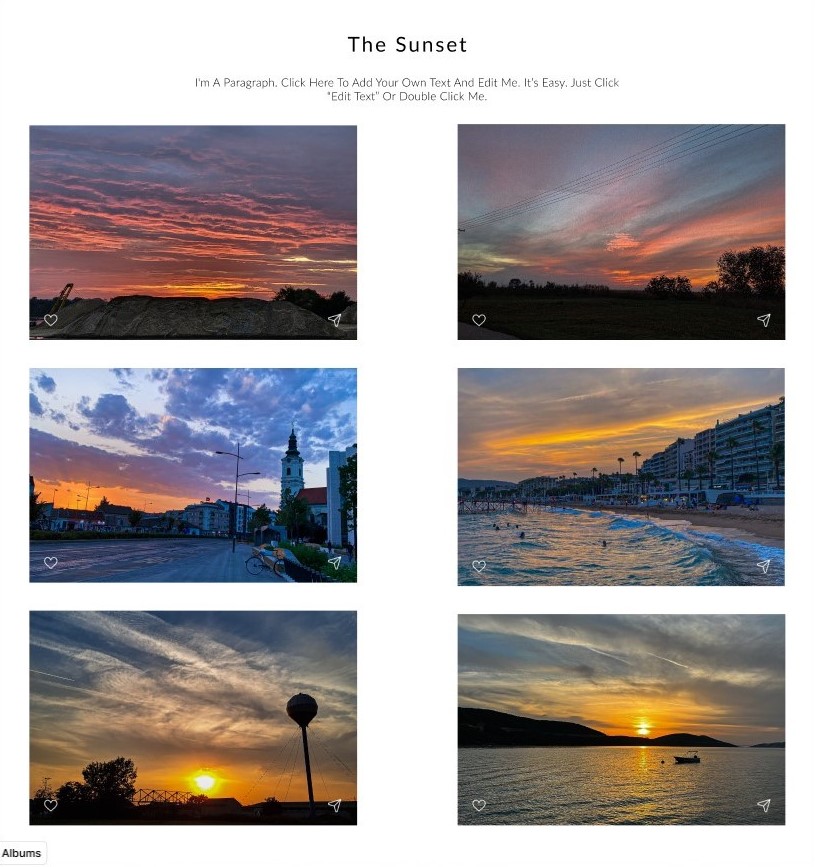 The Sunset
I'm A Paragraph. Click Here To Add Your Own Text And Edit Me. It's Easy. Just Click
"Edit Text" Or Double Click Me.
Albums